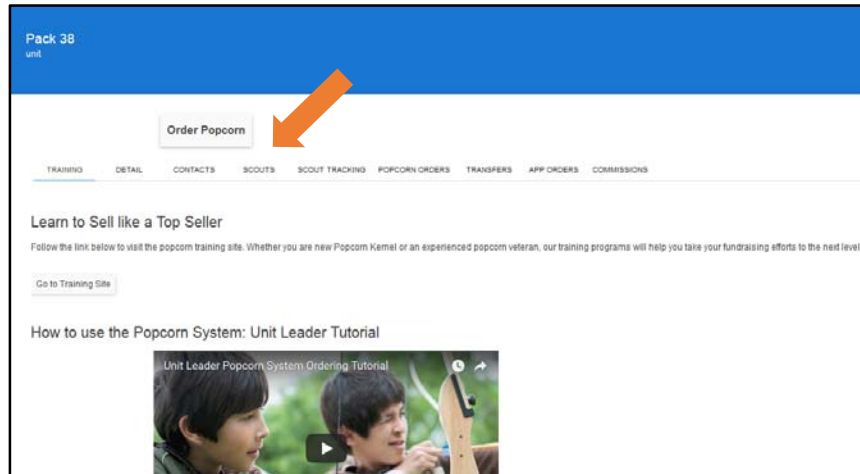 Pack 38
unit
Order Popcorn
TRAINING DETAIL CONTACTS SCOUTS SCOUT TRACKING POPCORN ORDERS TRANSFERS APP ORDERS COMMISSIONS
Learn to Sell like a Top Seller
Follow the link below to visit the popcorn training site. Whether you are new Popcorn Kernel or an experienced popcorn veteran, our training programs will help you take your fundraising efforts to the next level
Go to Training Site
How to use the Popcorn System: Unit Leader Tutorial
Unit Leader Popcorn System Ordering Tutorial